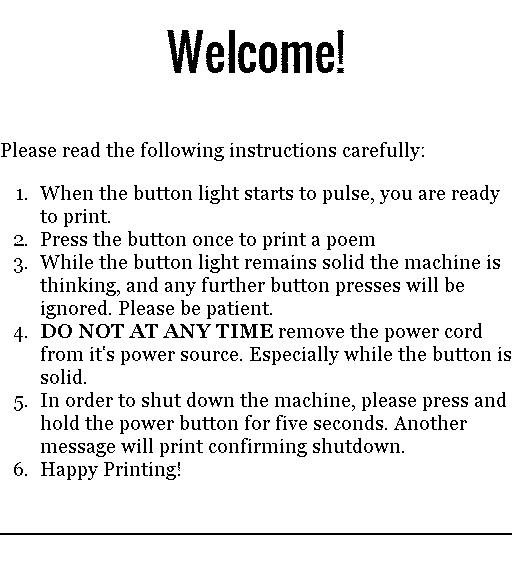 Welcome!
Please read the following instructions carefully:
1. When the button light starts to pulse, you are ready
to print.
2. Press the button once to print a poem
3. While the button light remains solid the machine is
thinking, and any further button presses will be
ignored. Please be patient.
4. DO NOT AT ANY TIME remove the power cord
from it's power source. Especially while the button is
solid.
5. In order to shut down the machine, please press and
hold the power button for five seconds. Another
message will print confirming shutdown.
6. Happy Printing!